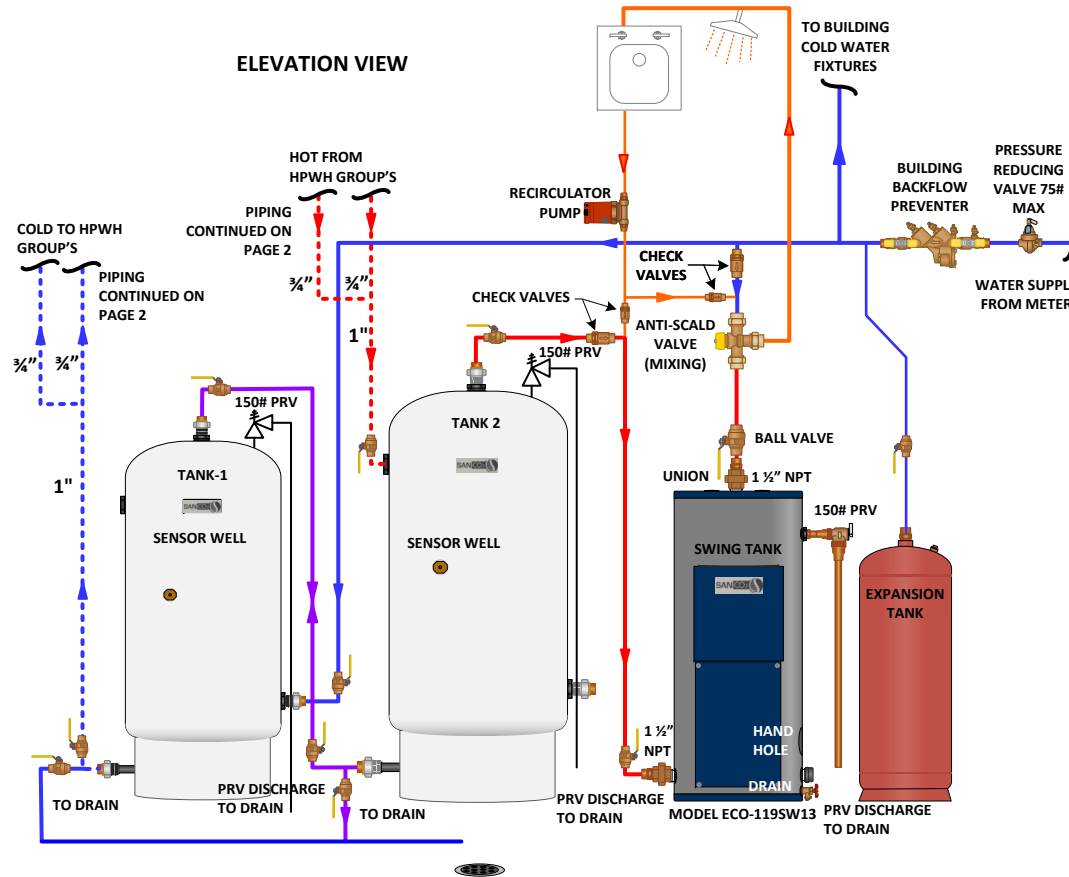 ELEVATION VIEW
TO BUILDING
COLD WATER
FIXTURES
HOT FROM
HPWH GROUP'S
RECIRCULATOR
PUMP
BUILDING
BACKFLOW
PREVENTER
PRESSURE
REDUCING
VALVE 75#
MAX
PIPING
CONTINUED ON
PAGE 2
COLD TO HPWH
GROUP'S
PIPING
CONTINUED ON
PAGE 2
¾"
¾"
CHECK
VALVES
WATER SUPPL
FROM METER
CHECK VALVES
ANTI-SCALD
VALVE
(MIXING)
1"
¾"
¾"
150# PRV
150# PRV
TANK 2
BALL VALVE
TANK-1
SANCO
UNION
1 ½" NPT
1"
SANCO
150# PRV
SENSOR WELL
SENSOR WELL
SWING TANK
SANCO
EXPANSION
TANK
1 ½"
NPT
HAND
HOLE
DRAIN
TO DRAIN
PRV DISCHARGE
TO DRAIN
TO DRAIN
PRV DISCHARGE
TO DRAIN
MODEL ECO-119SW13
PRV DISCHARGE
TO DRAIN